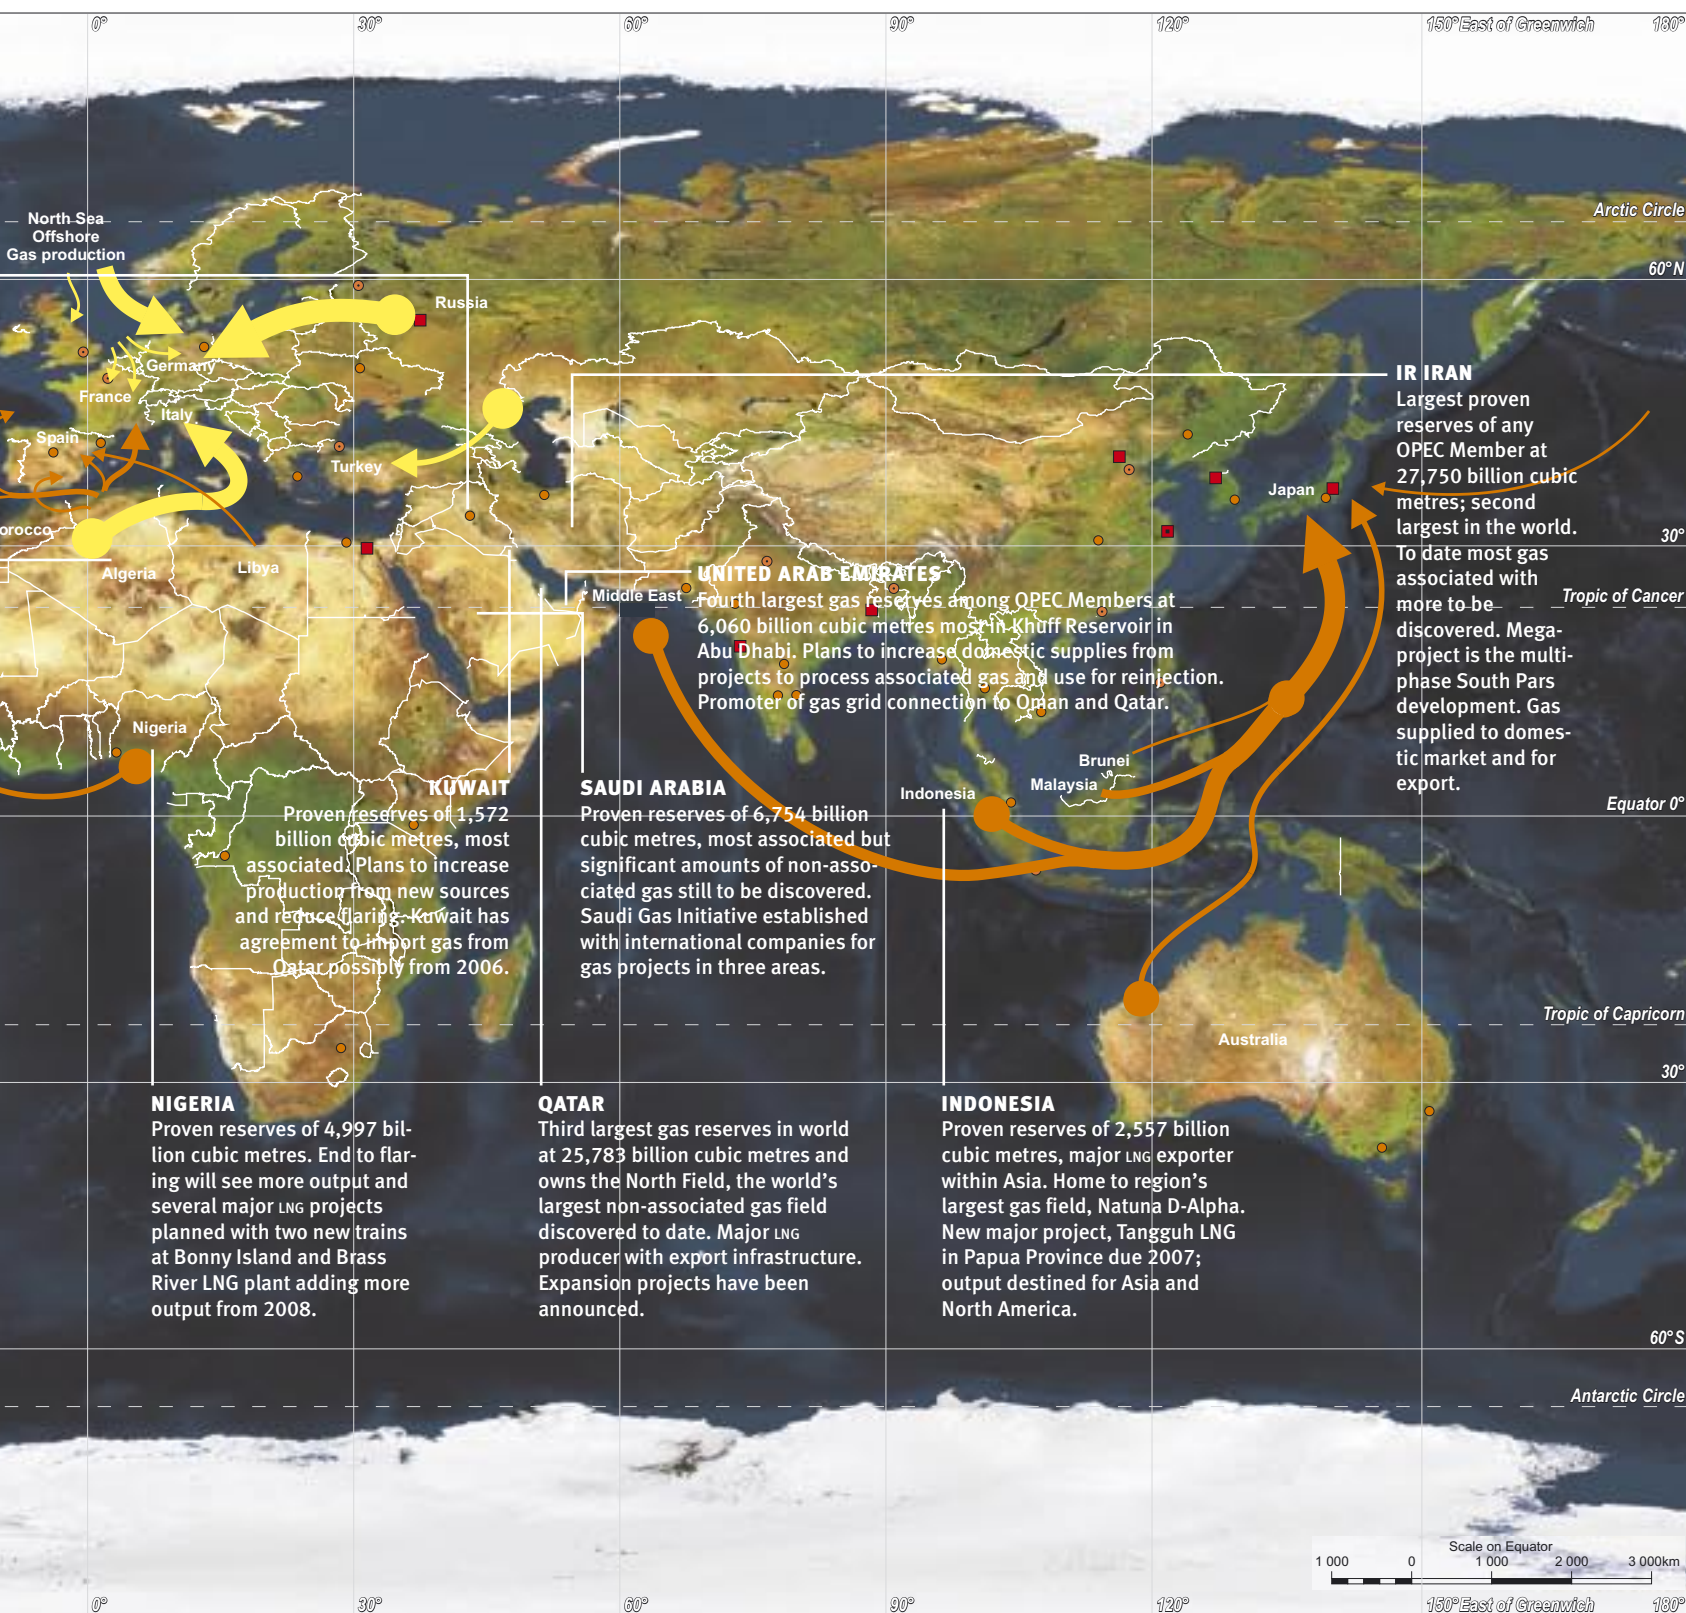 0°
30°
60°
90°
120°
150° East of Greenwich
180°
Arctic Circle
60° N
North Sea
Offshore
Gas production
Russia
Germany
France
Italy
Spain
Turkey
orocco
Algeria
Libya
Middle East
Japan
30°
Tropic of Cancer
IR IRAN
Largest proven
reserves of any
OPEC Member at
27,750 billion cubic
metres; second
largest in the world.
To date most gas
associated with
more to be
discovered. Mega-
project is the multi-
phase South Pars
development. Gas
supplied to domes-
tic market and for
export.
UNITED ARAB EMIRATES
Fourth largest gas reserves among OPEC Members at
6,060 billion cubic metres most in Khuff Reservoir in
Abu Dhabi. Plans to increase domestic supplies from
projects to process associated gas and use for reinjection.
Promoter of gas grid connection to Oman and Qatar.
Nigeria
Brunei
Malaysia
Indonesia
Equator 0°
KUWAIT
Proven reserves of 1,572
billion cubic metres, most
associated. Plans to increase
production from new sources
and reduce flaring. Kuwait has
agreement to import gas from
Qatar possibly from 2006.
SAUDI ARABIA
Proven reserves of 6,754 billion
cubic metres, most associated but
significant amounts of non-asso-
ciated gas still to be discovered.
Saudi Gas Initiative established
with international companies for
gas projects in three areas.
Tropic of Capricorn
Australia
30°
NIGERIA
Proven reserves of 4,997 bil-
lion cubic metres. End to flar-
ing will see more output and
several major LNG projects
planned with two new trains
at Bonny Island and Brass
River LNG plant adding more
output from 2008.
QATAR
Third largest gas reserves in world
at 25,783 billion cubic metres and
owns the North Field, the world's
largest non-associated gas field
discovered to date. Major LNG
producer with export infrastructure.
Expansion projects have been
announced.
INDONESIA
Proven reserves of 2,557 billion
cubic metres, major LNG exporter
within Asia. Home to region's
largest gas field, Natuna D-Alpha.
New major project, Tangguh LNG
in Papua Province due 2007;
output destined for Asia and
North America.
60° S
Antarctic Circle
Scale on Equator
1 000 0 1 000 2 000 3 000km
0°
30°
60°
90°
120°
150° East of Greenwich
180°